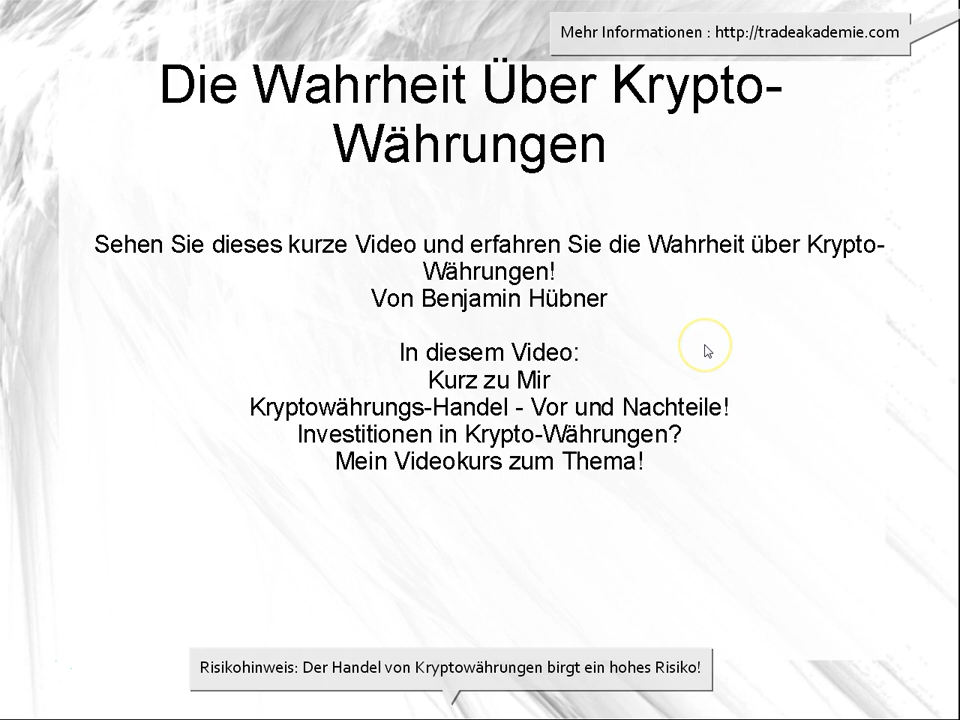 Mehr Informationen : http://tradeakademie.com
Die Wahrheit Über Krypto-
Währungen
Sehen Sie dieses kurze Video und erfahren Sie die Wahrheit über Krypto-
Währungen!
Von Benjamin Hübner
In diesem Video:
Kurz zu Mir
Kryptowährungs-Handel - Vor und Nachteile!
Investitionen in Krypto-Währungen?
Mein Videokurs zum Thema!
Risikohinweis: Der Handel von Kryptowährungen birgt ein hohes Risiko!